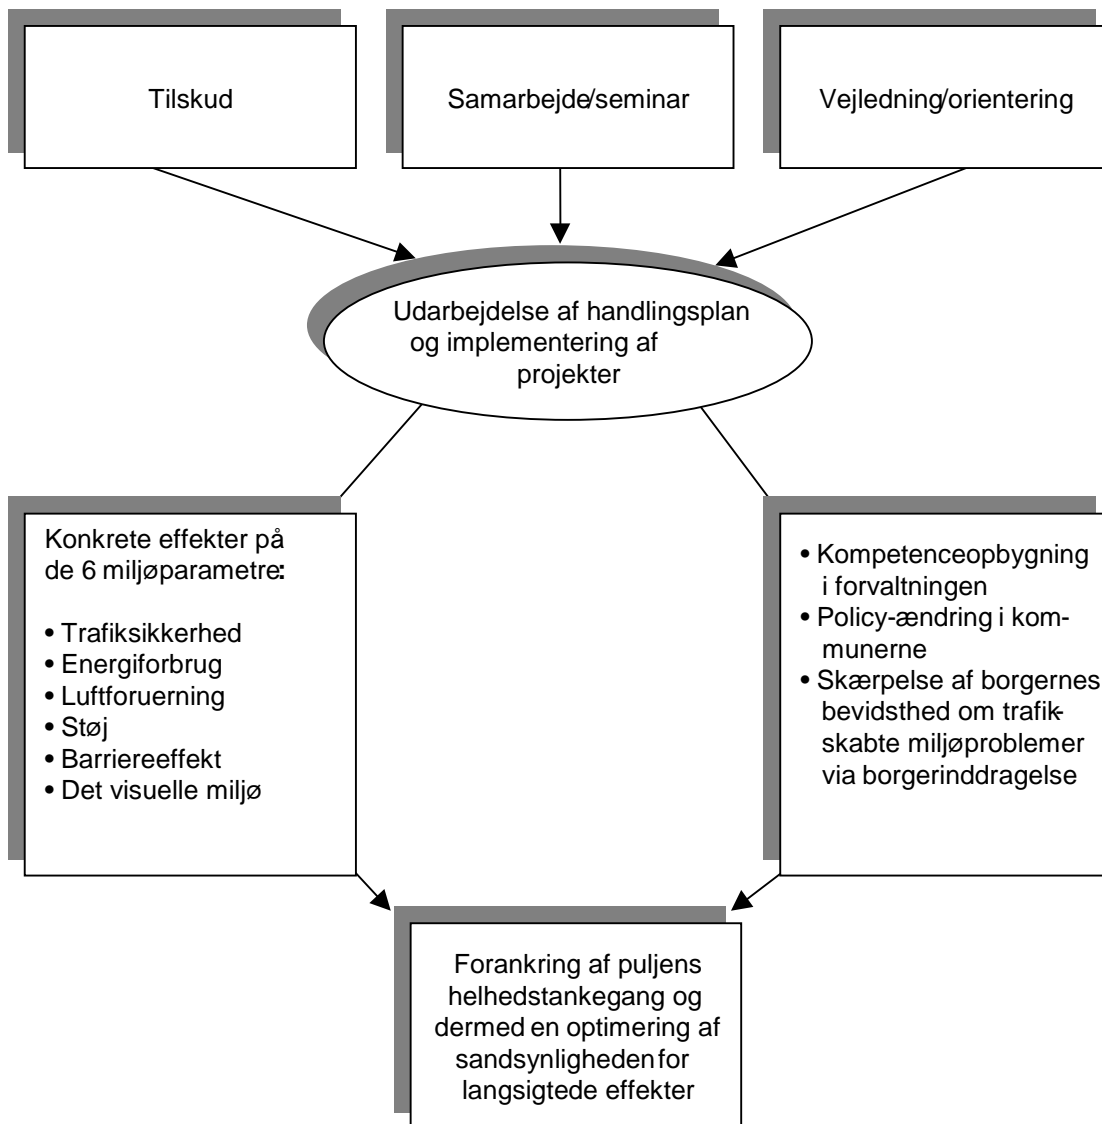 Tilskud
Samarbejde/seminar
Vejledning/orientering
Udarbejdelse af handlingsplan
og implementering af
projekter
Konkrete effekter på
de 6 miljøparametre:
• Trafiksikkerhed
• Energiforbrug
• Luftforuerning
• Støj
• Barriereeffekt
• Det visuelle miljø
• Kompetenceopbygning
i forvaltningen
• Policy-ændring i kom-
munerne
• Skærpelse af borgernes
bevidsthed om trafik-
skabte miljøproblemer
via borgerinddragelse
Forankring af puljens
helhedstankegang og
dermed en optimering af
sandsynligheden for
langsigtede effekter